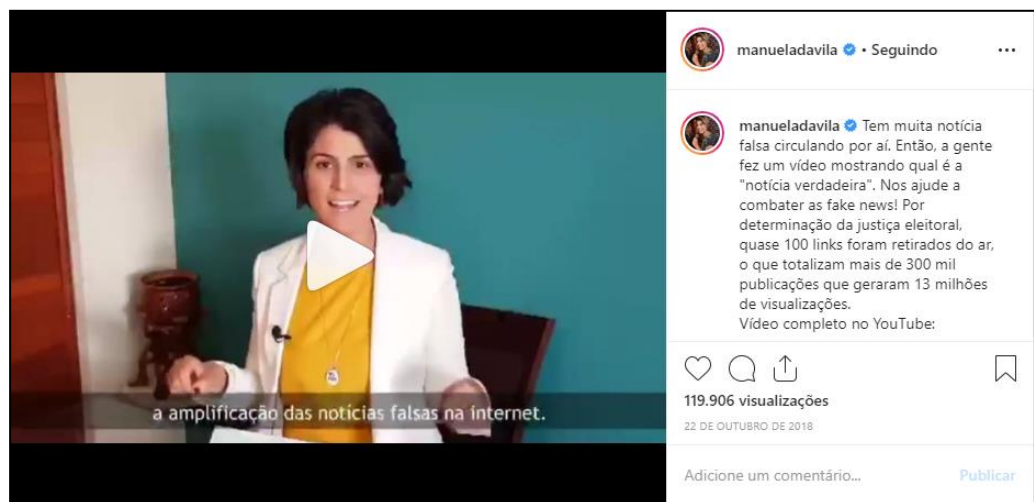 manueladavila • Seguindo
manueladavila Tem muita notícia
falsa circulando por aí. Então, a gente
fez um vídeo mostrando qual é a
"notícia verdadeira". Nos ajude a
combater as fake news! Por
determinação da justiça eleitoral,
quase 100 links foram retirados do ar,
o que totalizam mais de 300 mil
publicações que geraram 13 milhões
de visualizações.
Vídeo completo no YouTube:
a amplificação das notícias falsas na internet.
119.906 visualizações
22 DE OUTUBRO DE 2018
Adicione um comentário... Publicar